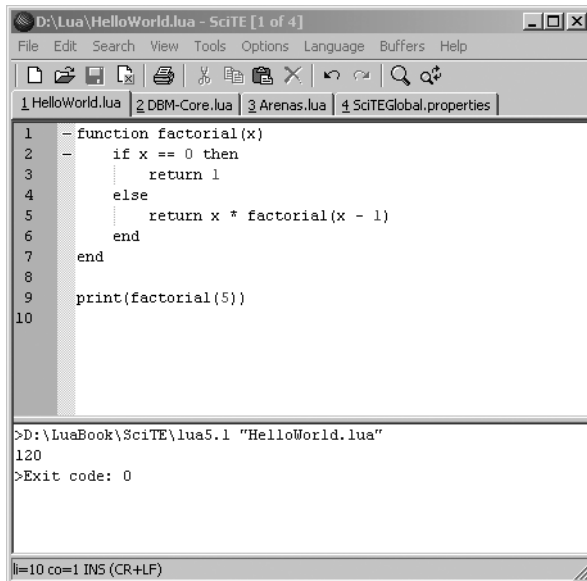 D:\Lua\HelloWorld.lua - SciTE [1 of 4]
File Edit Search View Tools Options Language Buffers Help
1 HelloWorld.lua 2 DBM-Core.lua 3 Arenas.lua 4 SciTEGlobal.properties
1 function factorial(x)
2     if x == 0 then
3         return 1
4     else
5         return x * factorial(x - 1)
6     end
7 end
8
9 print(factorial(5))
10
>D:\LuaBook\SciTE\lua5.1 "HelloWorld.lua"
120
>Exit code: 0
li=10 co=1 INS (CR+LF)